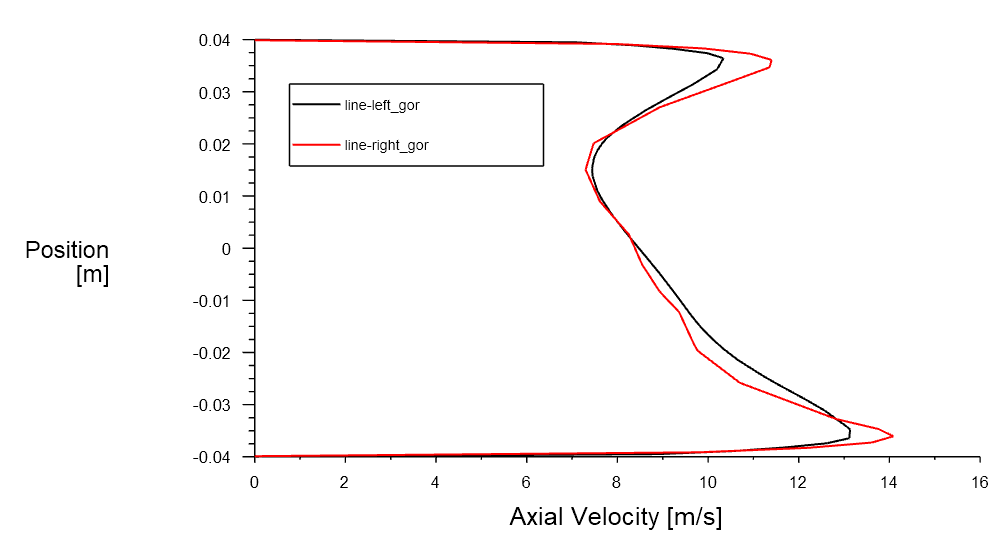 0.04
0.03
line-left_gor
0.02
line-right_gor
0.01
Position
[m]
0
-0.01
-0.02
-0.03
-0.04
0 2 4 6 8 10 12 14 16
Axial Velocity [m/s]